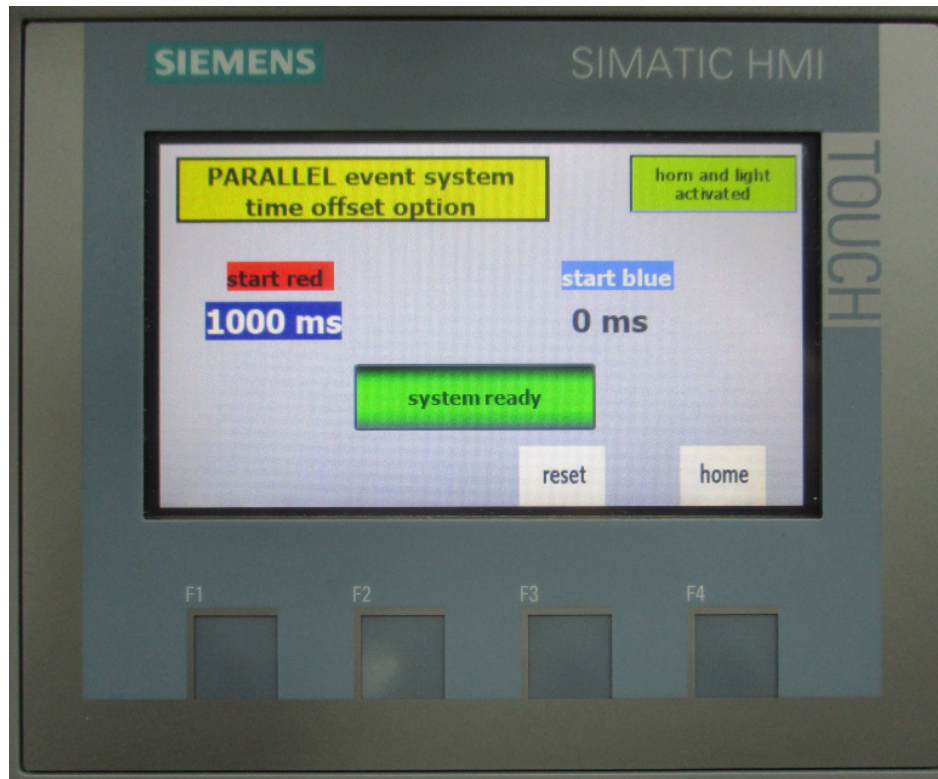 SIEMENS
SIMATIC HMI
TOUCH
PARALLEL event system
time offset option
horn and light
activated
start red
start blue
1000 ms
0 ms
system ready
reset
home
F1
F2
F3
F4